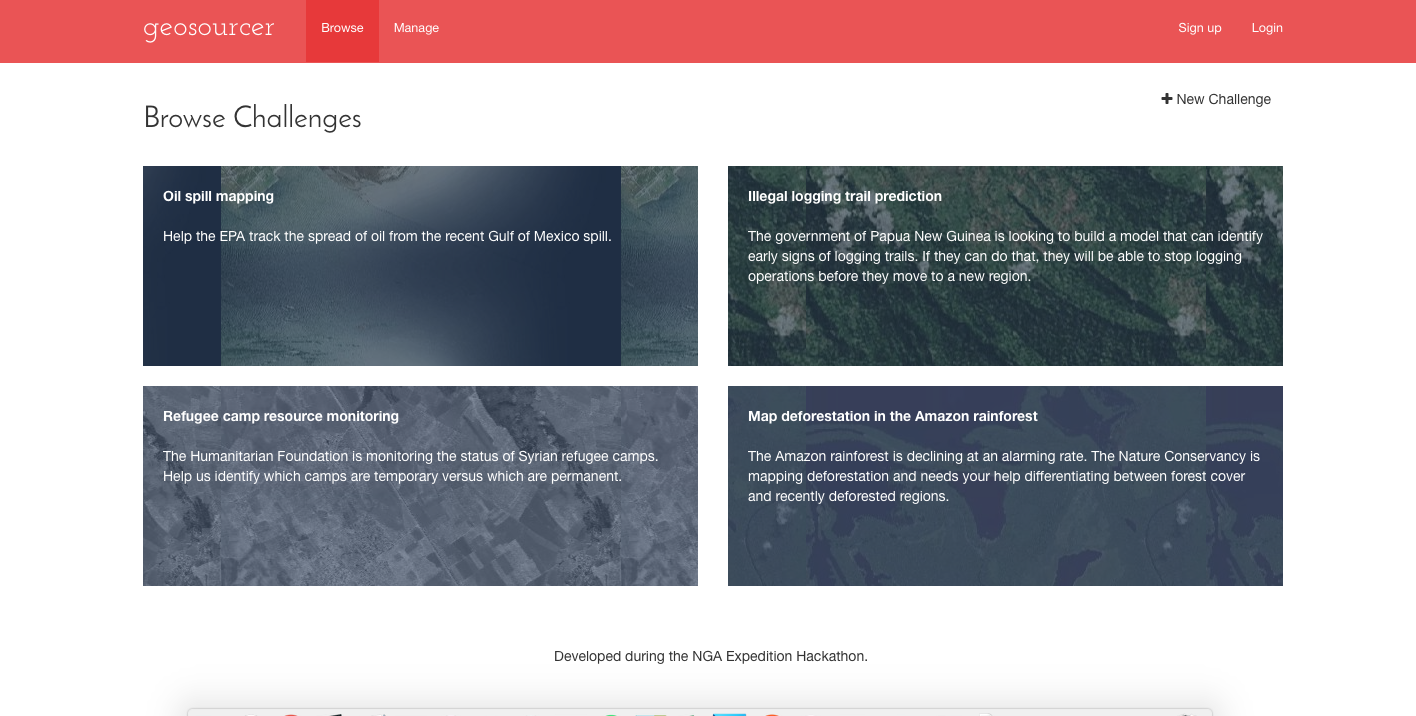 geosourcer
Browse
Manage
Sign up
Login
Browse Challenges
New Challenge
Oil spill mapping
Help the EPA track the spread of oil from the recent Gulf of Mexico spill.
Illegal logging trail prediction
The government of Papua New Guinea is looking to build a model that can identify
early signs of logging trails. If they can do that, they will be able to stop logging
operations before they move to a new region.
Refugee camp resource monitoring
The Humanitarian Foundation is monitoring the status of Syrian refugee camps.
Help us identify which camps are temporary versus which are permanent.
Map deforestation in the Amazon rainforest
The Amazon rainforest is declining at an alarming rate. The Nature Conservancy is
mapping deforestation and needs your help differentiating between forest cover
and recently deforested regions.
Developed during the NGA Expedition Hackathon.